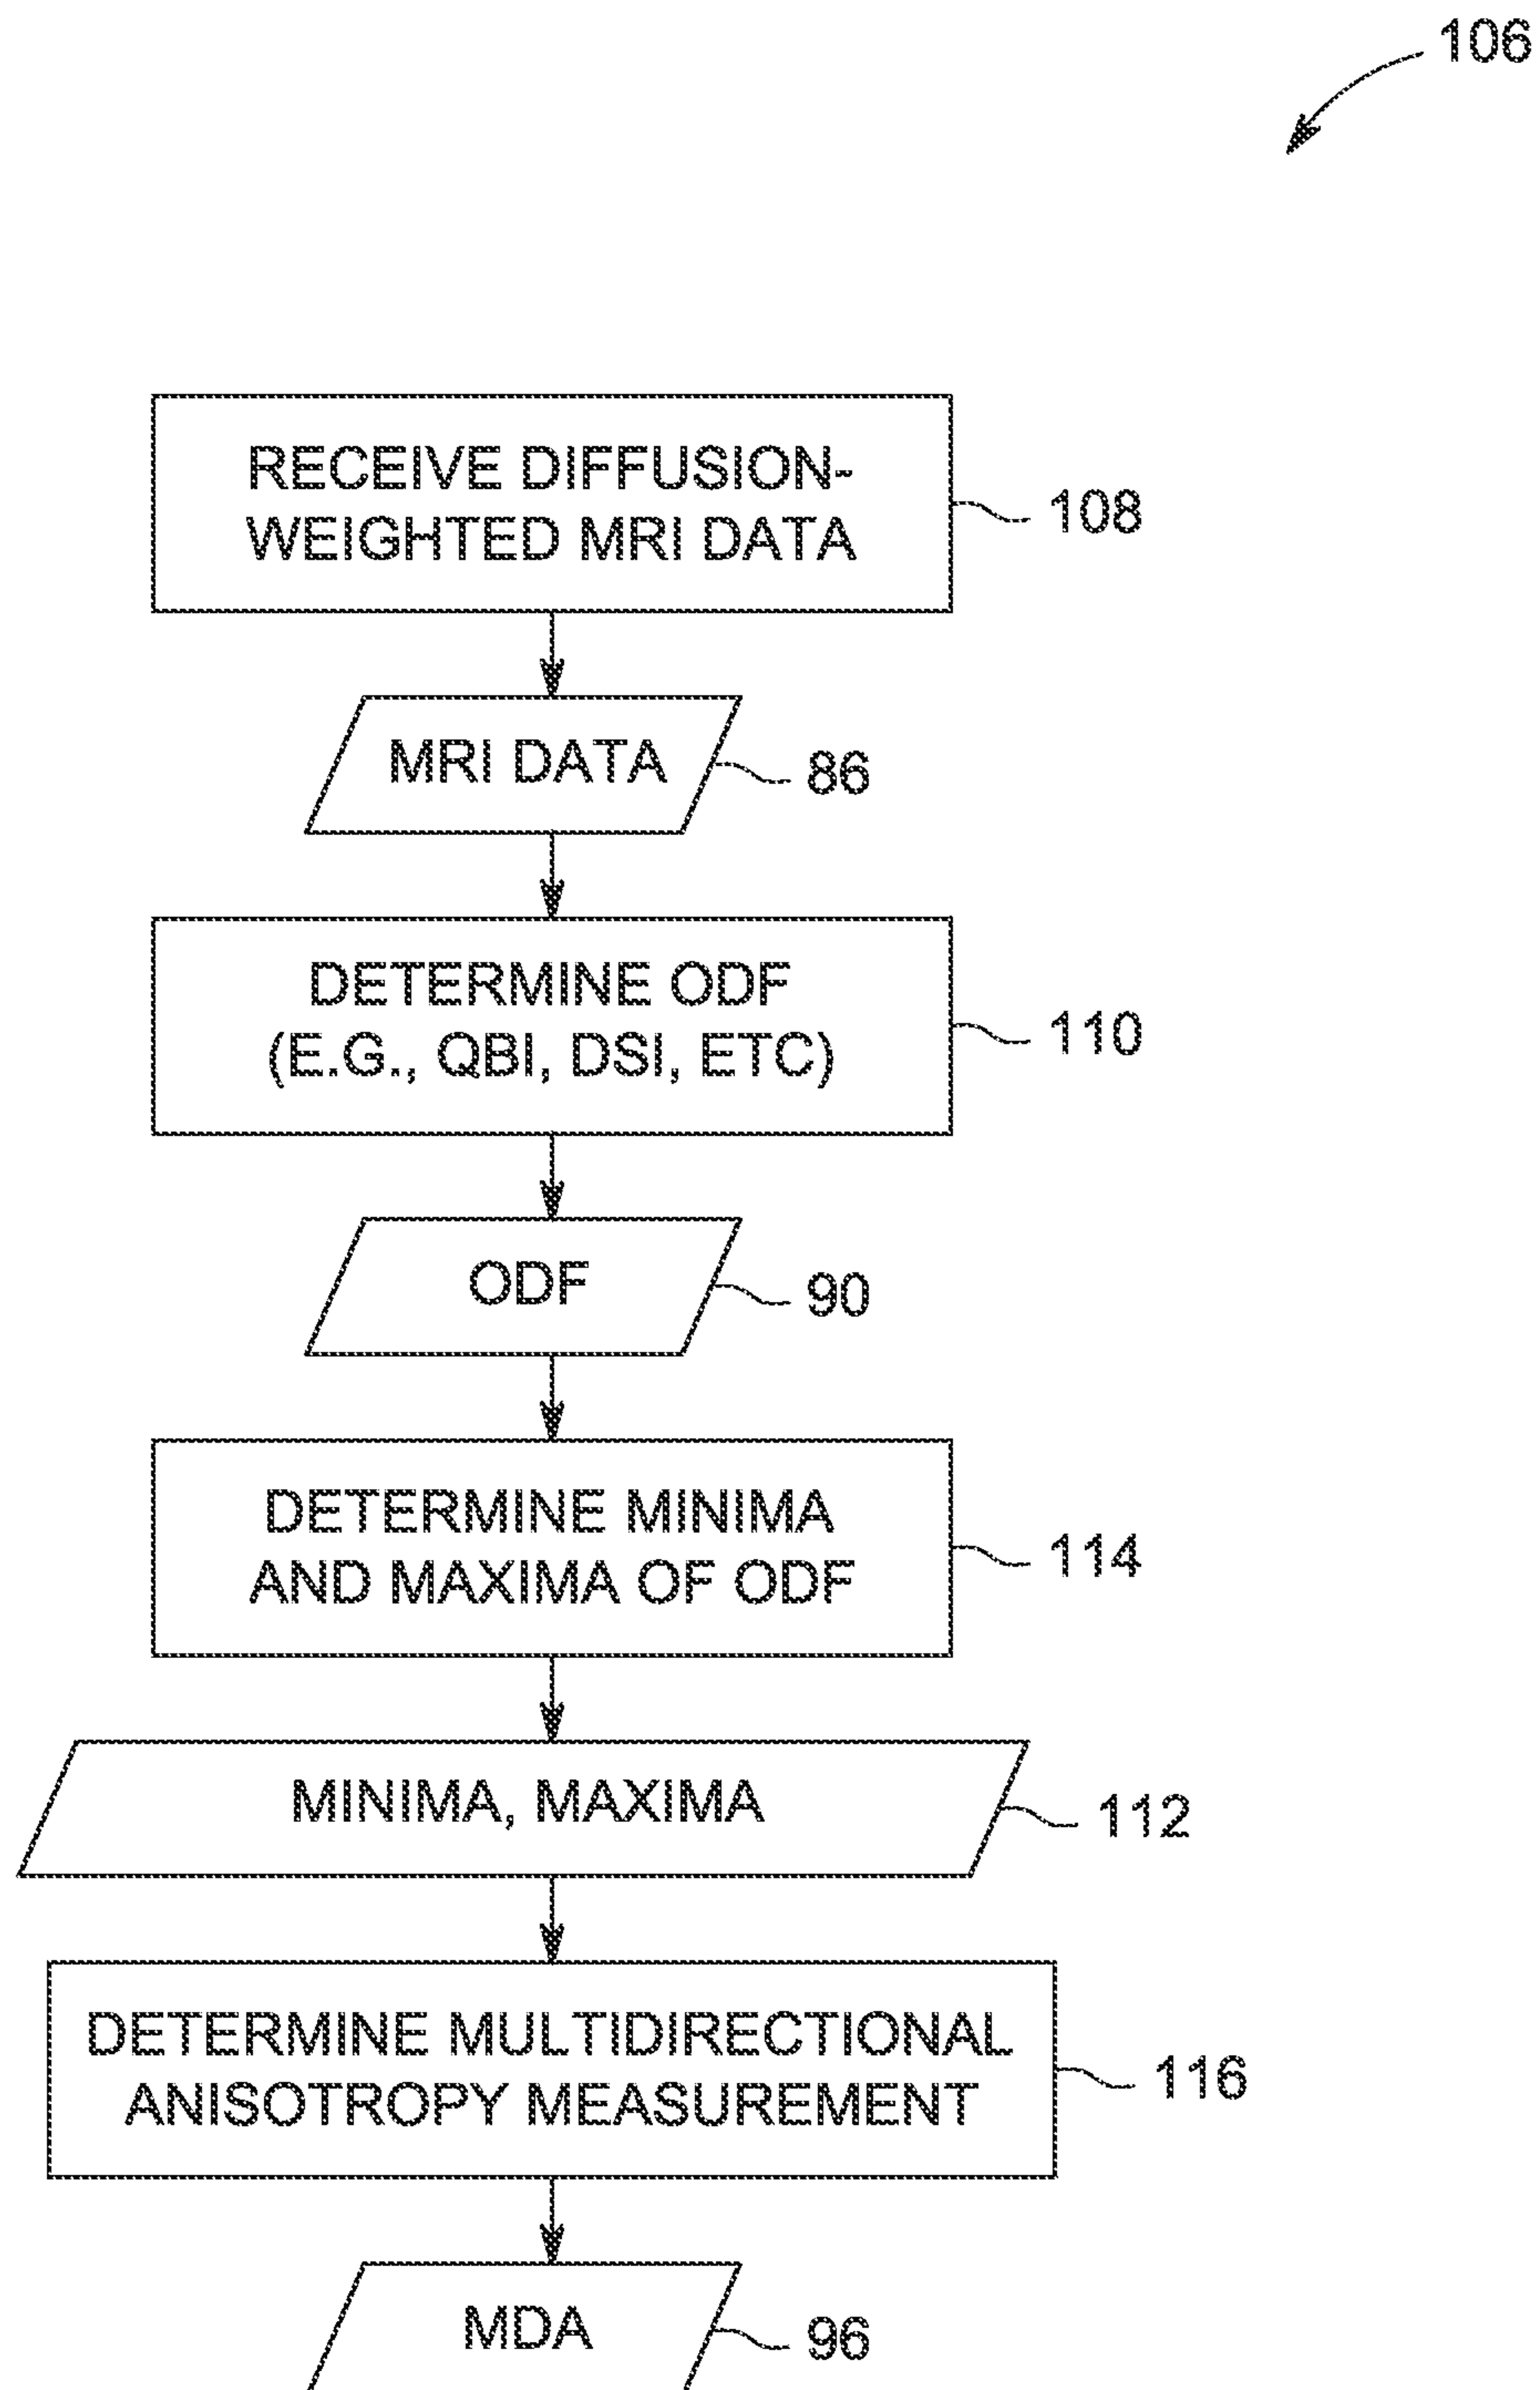 106
RECEIVE DIFFUSION-
WEIGHTED MRI DATA
108
MRI DATA
86
DETERMINE ODF
(E.G., QBI, DSI, ETC)
110
ODF
90
DETERMINE MINIMA
AND MAXIMA OF ODF
114
MINIMA, MAXIMA
112
DETERMINE MULTIDIRECTIONAL
ANISOTROPY MEASUREMENT
116
MDA
96